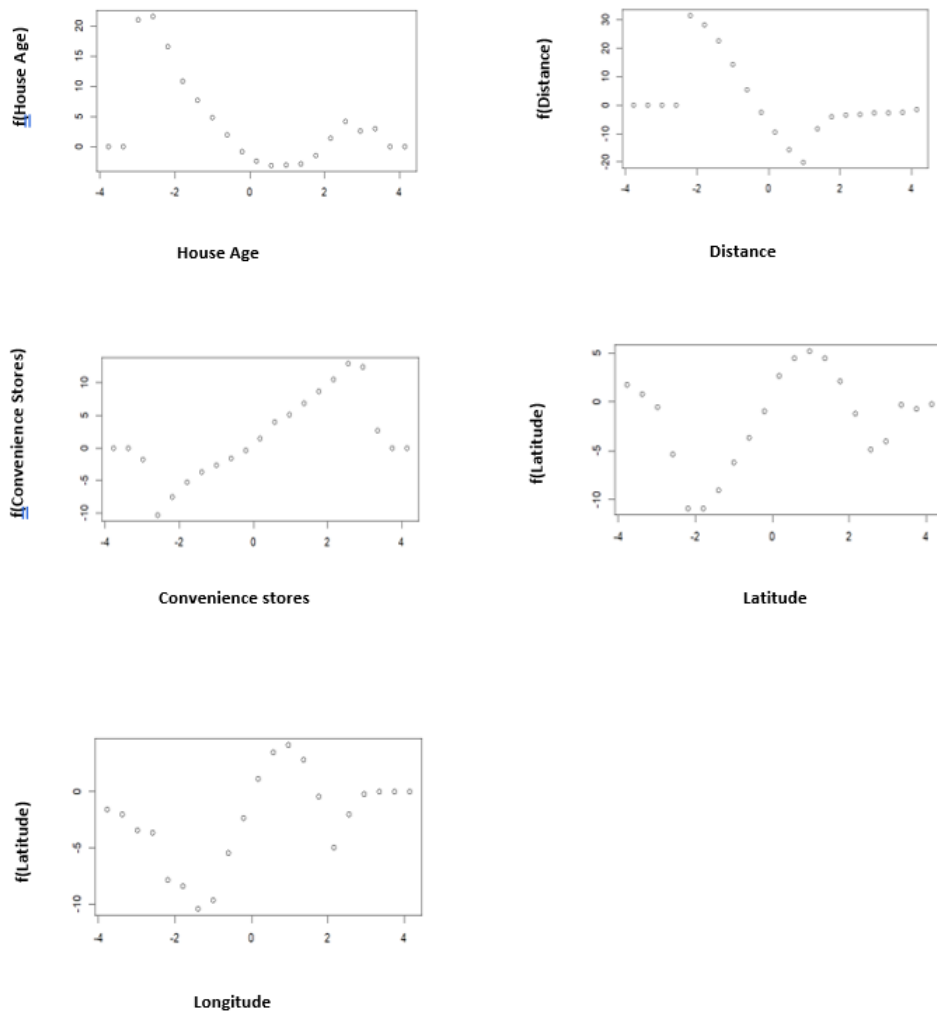 f(House Age)
20
15
10
5
0
-4 -2 0 2 4
House Age
f(Distance)
30
20
10
0
-10
-20
-4 -2 0 2 4
Distance
f(Convenience Stores)
10
5
0
-5
-10
-4 -2 0 2 4
Convenience stores
f(Latitude)
5
0
-5
-10
-4 -2 0 2 4
Latitude
f(Latitude)
0
-5
-10
-4 -2 0 2 4
Longitude